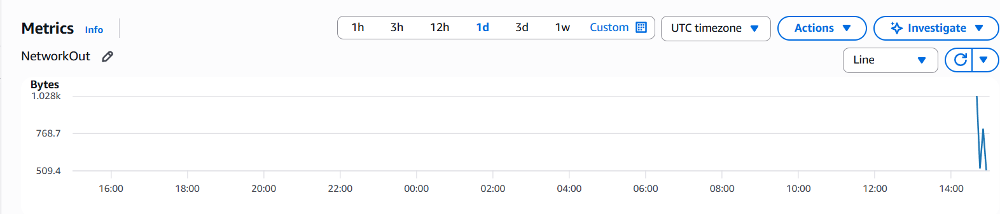 Metrics Info 1h 3h 12h 1d 3d 1w Custom UTC timezone Actions Investigate
NetworkOut Line
Bytes
1.028k
768.7
509.4
16:00 18:00 20:00 22:00 00:00 02:00 04:00 06:00 08:00 10:00 12:00 14:00